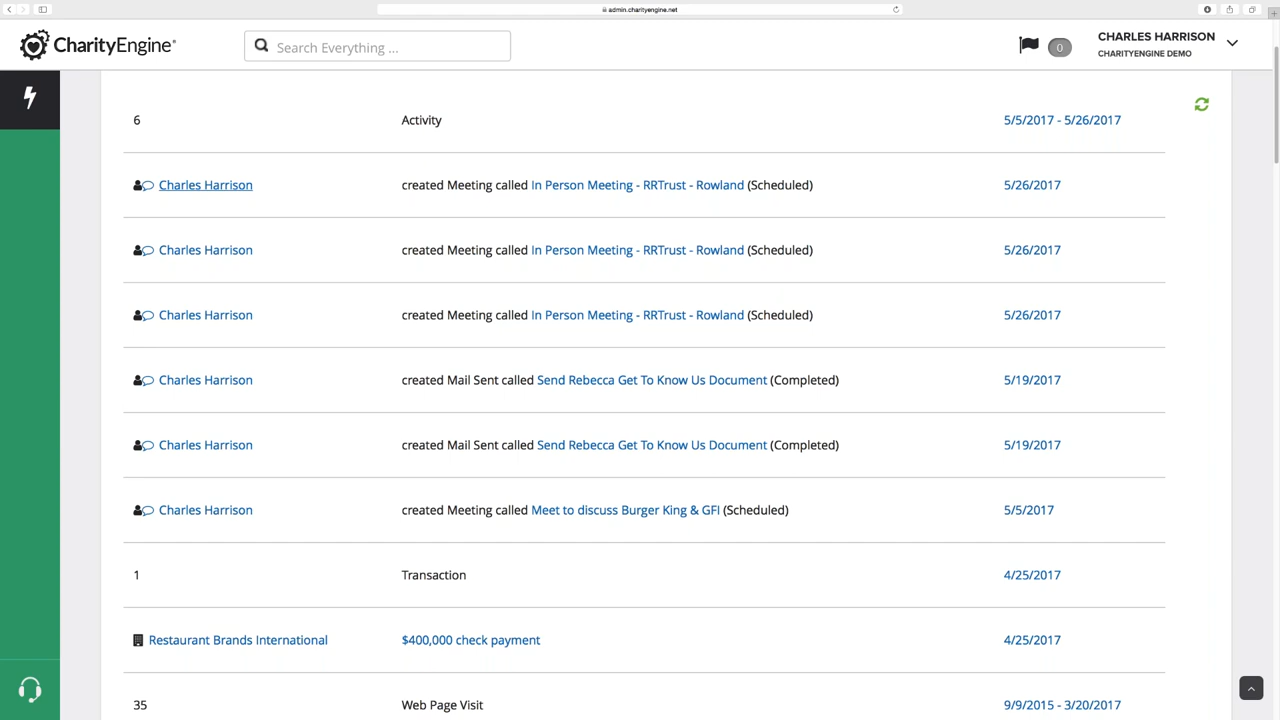 admin.charityengine.net
CharityEngine
Search Everything ...
0
CHARLES HARRISON
CHARITYENGINE DEMO
6 Activity 5/5/2017 - 5/26/2017
Charles Harrison created Meeting called In Person Meeting - RRTrust - Rowland (Scheduled) 5/26/2017
Charles Harrison created Meeting called In Person Meeting - RRTrust - Rowland (Scheduled) 5/26/2017
Charles Harrison created Meeting called In Person Meeting - RRTrust - Rowland (Scheduled) 5/26/2017
Charles Harrison created Mail Sent called Send Rebecca Get To Know Us Document (Completed) 5/19/2017
Charles Harrison created Mail Sent called Send Rebecca Get To Know Us Document (Completed) 5/19/2017
Charles Harrison created Meeting called Meet to discuss Burger King & GFI (Scheduled) 5/5/2017
1 Transaction 4/25/2017
Restaurant Brands International $400,000 check payment 4/25/2017
35 Web Page Visit 9/9/2015 - 3/20/2017